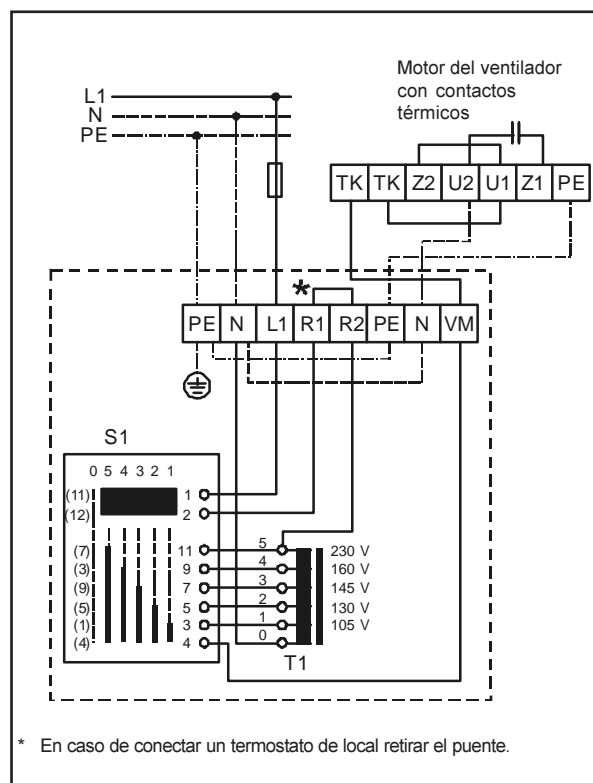 Motor del ventilador
con contactos
térmicos
L1
N
PE
TK TK Z2 U2 U1 Z1 PE
*
PE N L1 R1 R2 PE N VM
S1
0 5 4 3 2 1
(11) 1
(12) 2
(7) 11 5 230 V
(3) 9 4 160 V
(9) 7 3 145 V
(5) 5 2 130 V
(1) 3 1 105 V
(4) 4 0
T1
* En caso de conectar un termostato de local retirar el puente.